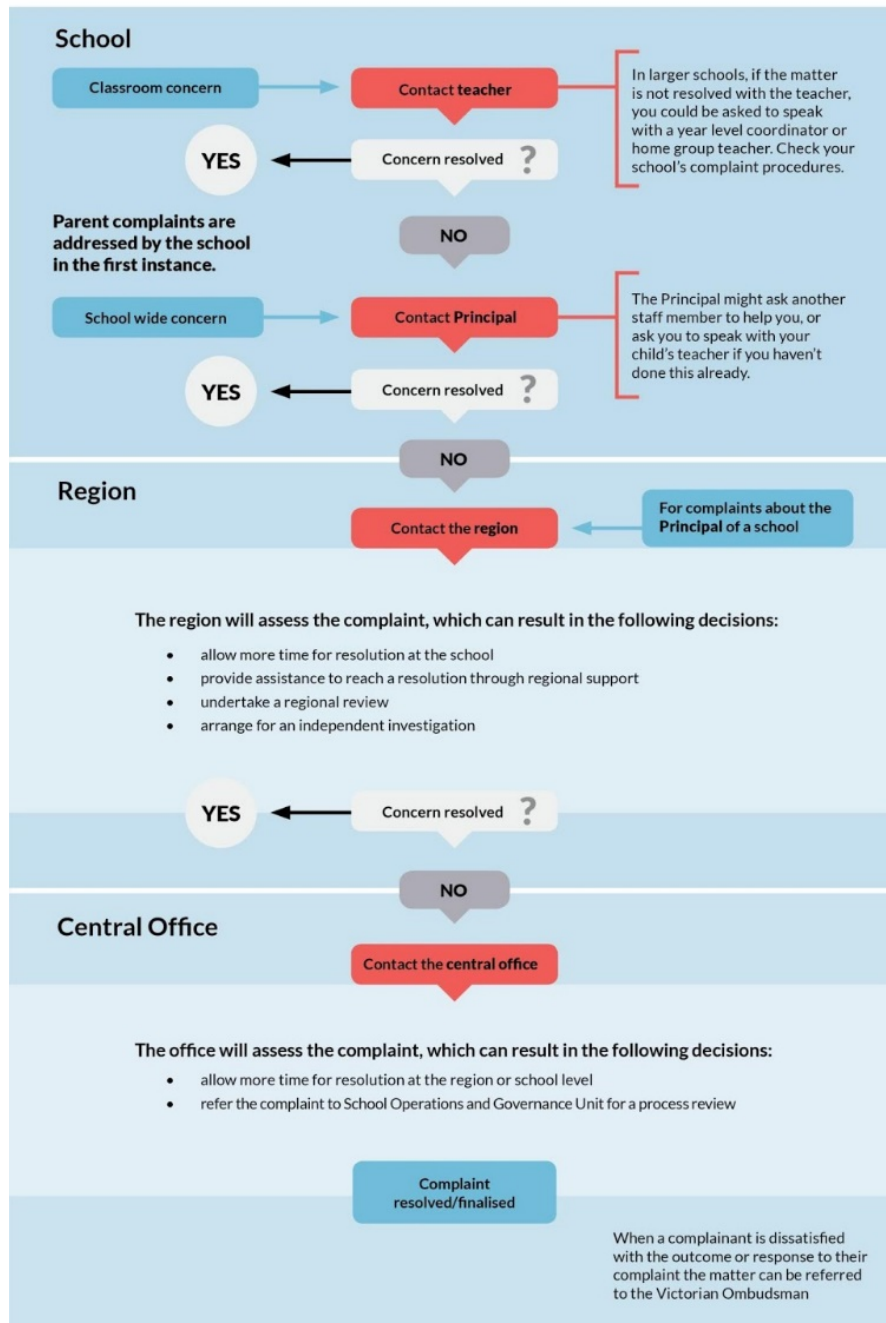 School
Classroom concern
Contact teacher
In larger schools, if the matter
is not resolved with the teacher,
you could be asked to speak
with a year level coordinator or
home group teacher. Check your
school's complaint procedures.
YES
Concern resolved ?
Parent complaints are
addressed by the school
in the first instance.
NO
School wide concern
Contact Principal
The Principal might ask another
staff member to help you, or
ask you to speak with your
child's teacher if you haven't
done this already.
YES
Concern resolved ?
NO
Region
Contact the region
For complaints about the
Principal of a school
The region will assess the complaint, which can result in the following decisions:
• allow more time for resolution at the school
• provide assistance to reach a resolution through regional support
• undertake a regional review
• arrange for an independent investigation
YES
Concern resolved ?
NO
Central Office
Contact the central office
The office will assess the complaint, which can result in the following decisions:
• allow more time for resolution at the region or school level
• refer the complaint to School Operations and Governance Unit for a process review
Complaint
resolved/finalised
When a complainant is dissatisfied
with the outcome or response to their
complaint the matter can be referred
to the Victorian Ombudsman